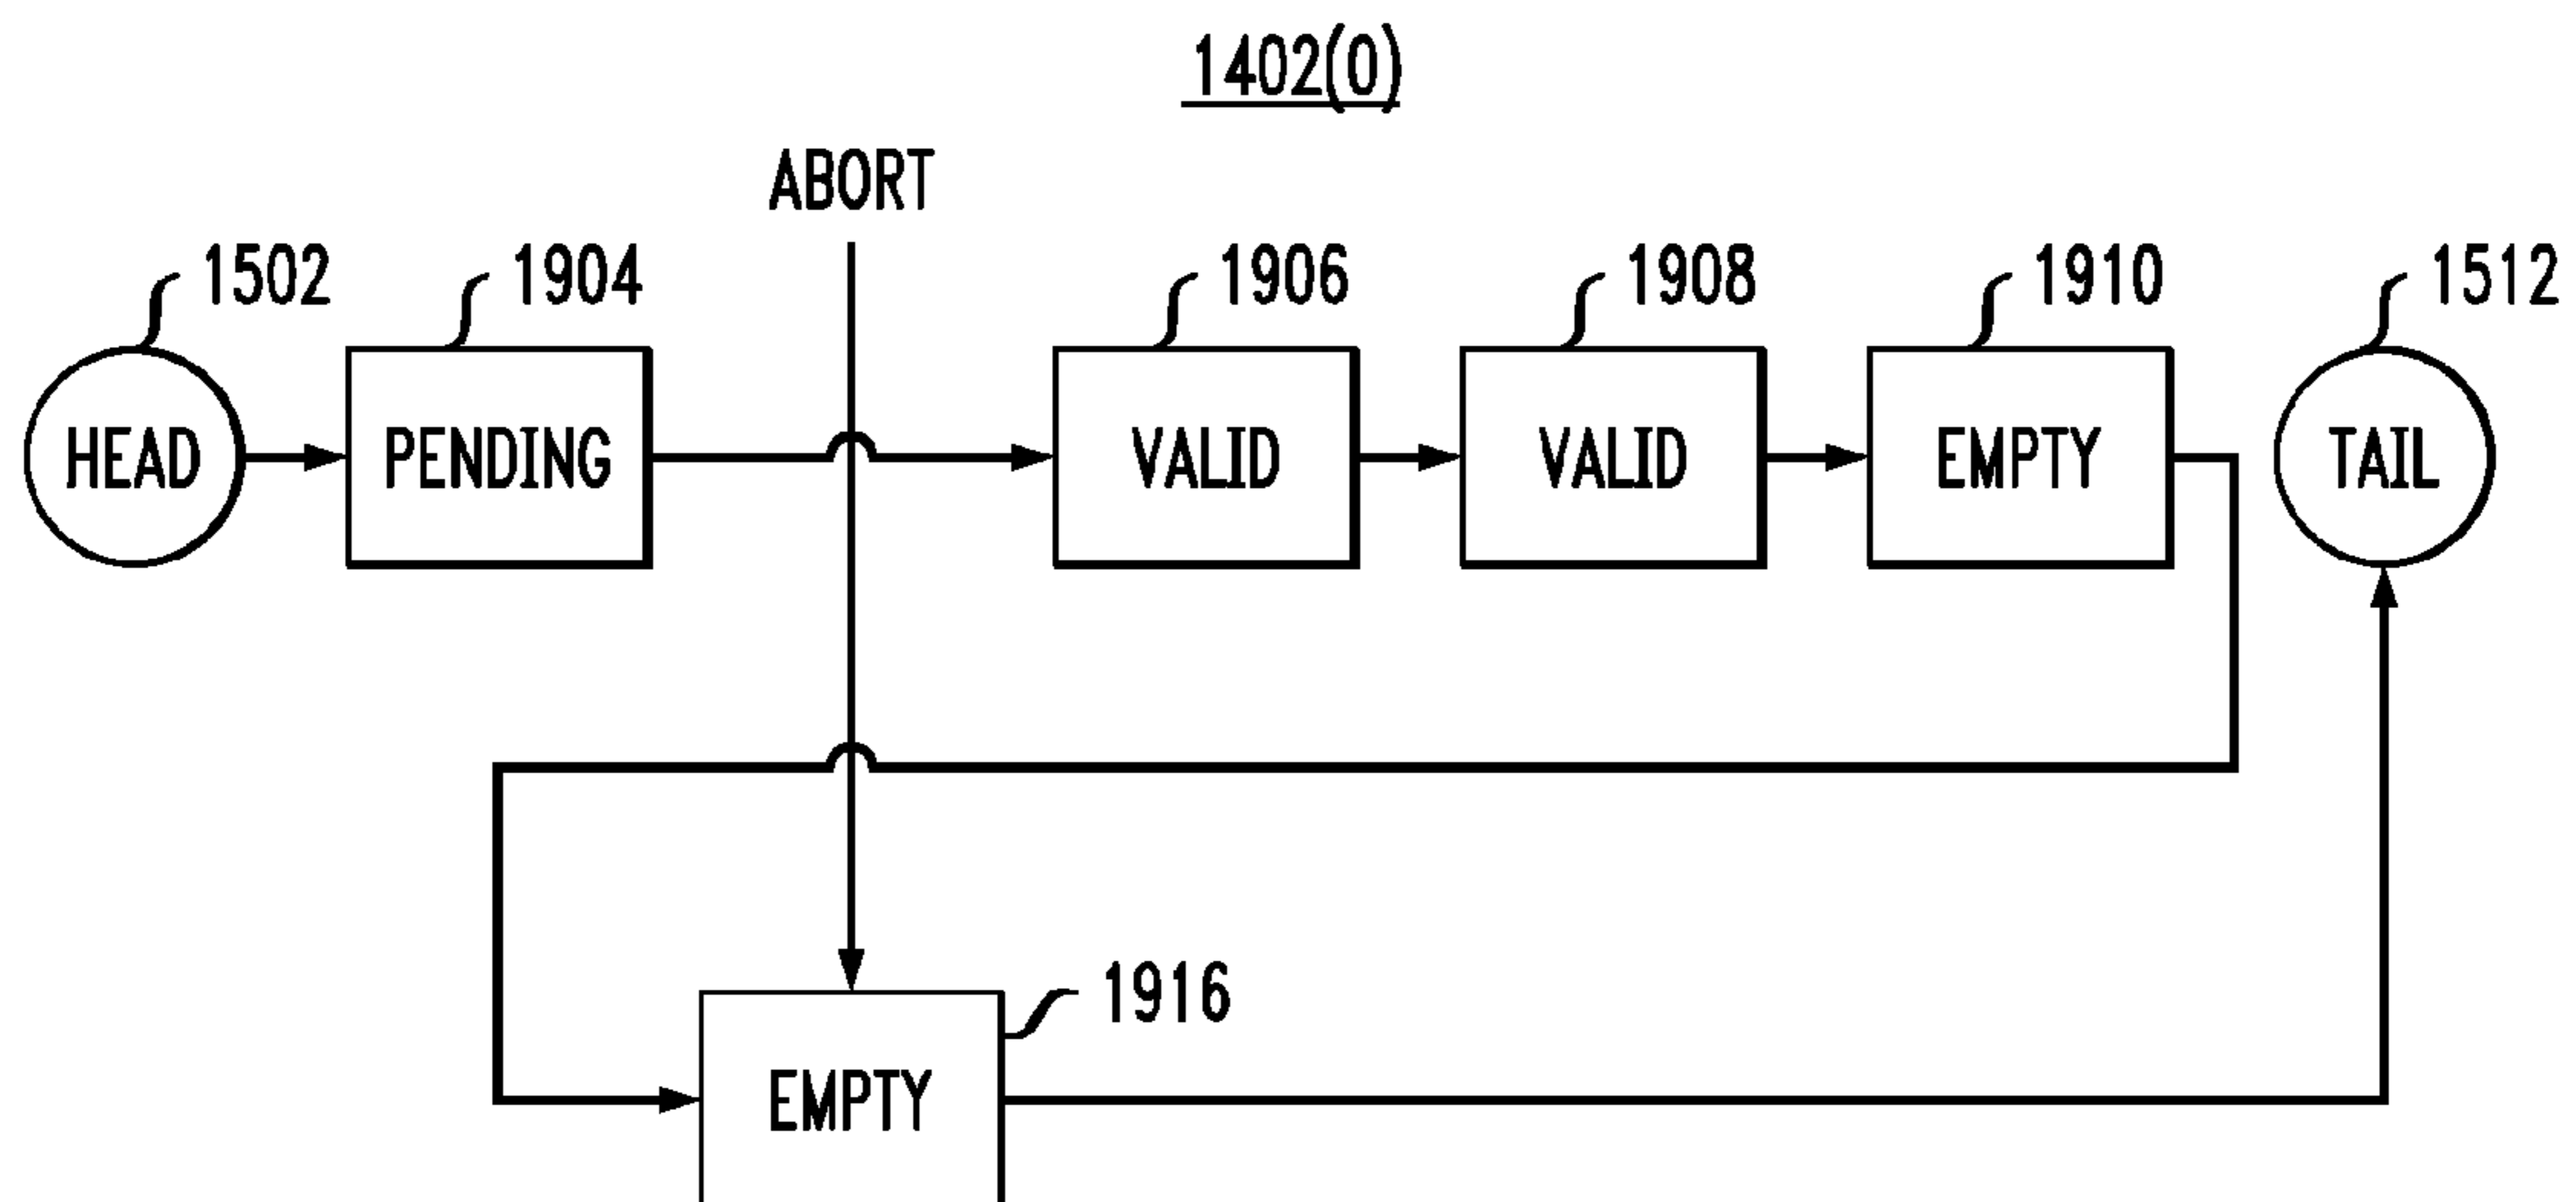 1402(0)
ABORT
1502
1904
1906
1908
1910
1512
HEAD
PENDING
VALID
VALID
EMPTY
TAIL
1916
EMPTY